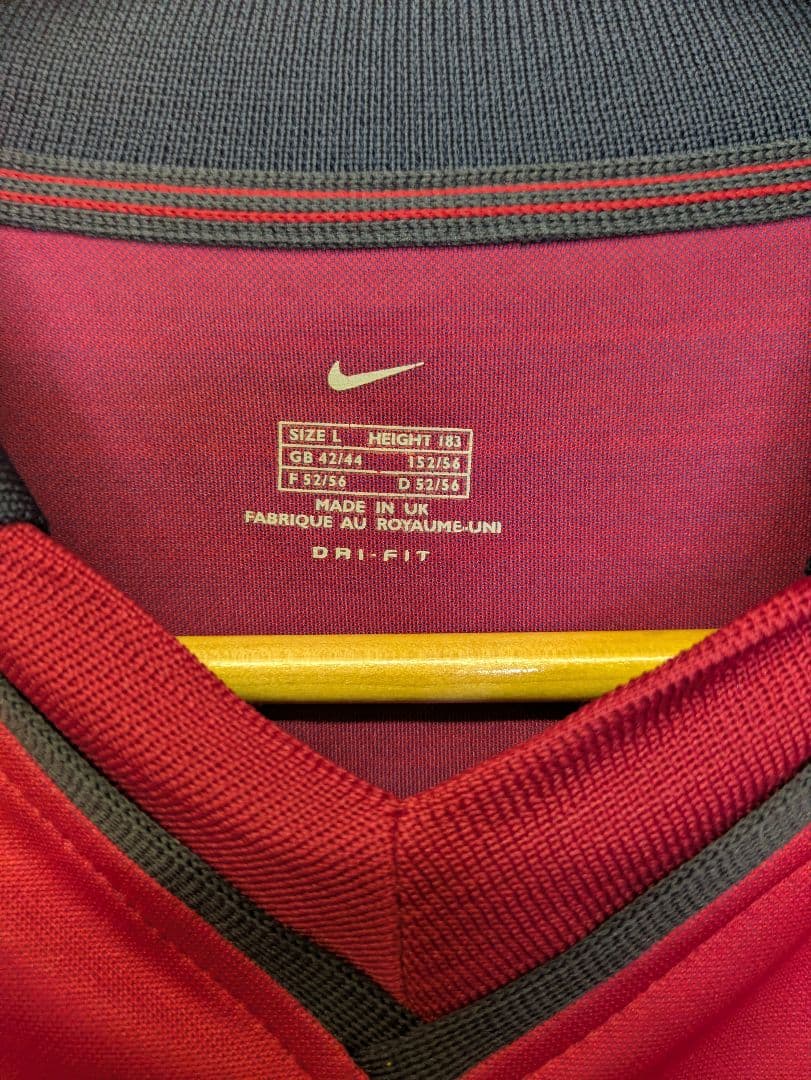 SIZE L HEIGHT 183
GB 42/44 I 52/56
F 52/56 D 52/56
MADE IN UK
FABRIQUE AU ROYAUME-UNI
DRI-FIT